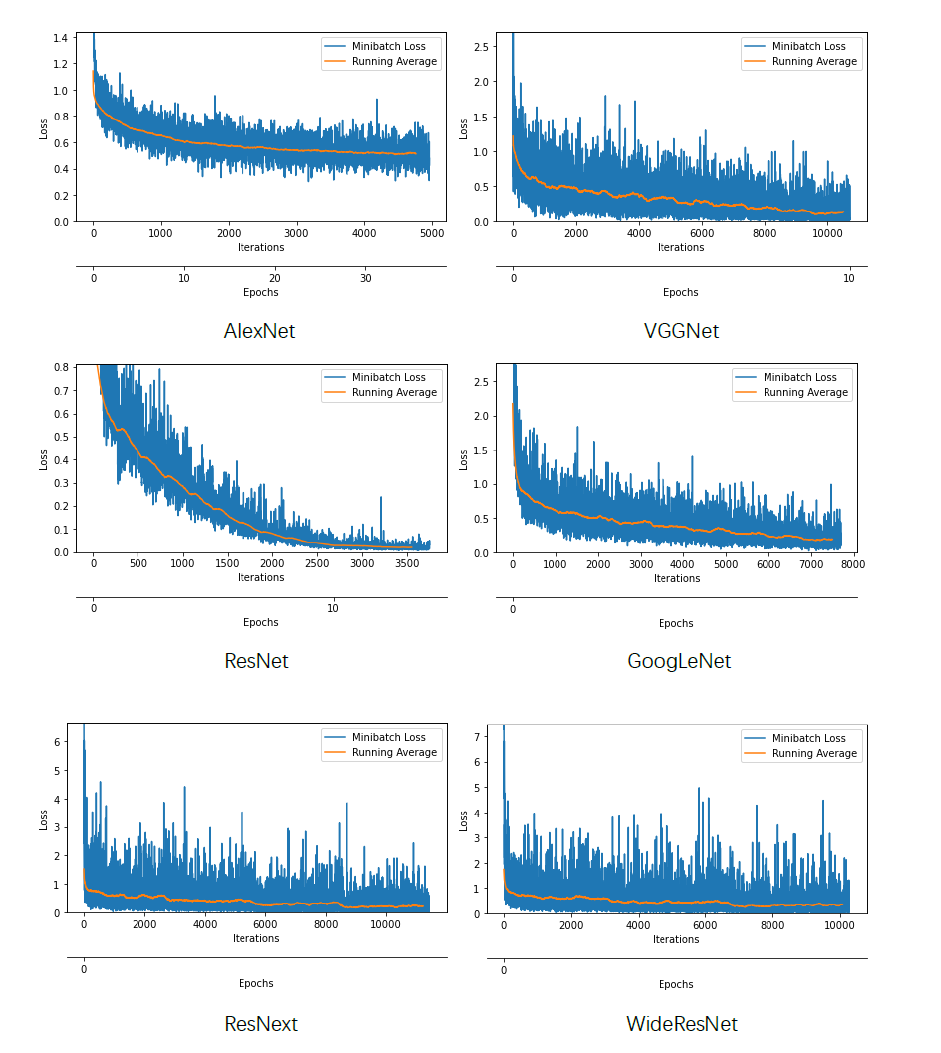 Minibatch Loss
Running Average
Loss
1.4
1.2
1.0
0.8
0.6
0.4
0.2
0.0
0 1000 2000 3000 4000 5000
Iterations
0 10 20 30
Epochs
AlexNet
Minibatch Loss
Running Average
Loss
2.5
2.0
1.5
1.0
0.5
0.0
0 2000 4000 6000 8000 10000
Iterations
0 10
Epochs
VGGNet
Minibatch Loss
Running Average
Loss
0.8
0.7
0.6
0.5
0.4
0.3
0.2
0.1
0.0
0 500 1000 1500 2000 2500 3000 3500
Iterations
0 10
Epochs
ResNet
Minibatch Loss
Running Average
Loss
2.5
2.0
1.5
1.0
0.5
0.0
0 1000 2000 3000 4000 5000 6000 7000 8000
Iterations
0
Epochs
GoogLeNet
Minibatch Loss
Running Average
Loss
6
5
4
3
2
1
0
0 2000 4000 6000 8000 10000
Iterations
0
Epochs
ResNext
Minibatch Loss
Running Average
Loss
7
6
5
4
3
2
1
0
0 2000 4000 6000 8000 10000
Iterations
0
Epochs
WideResNet